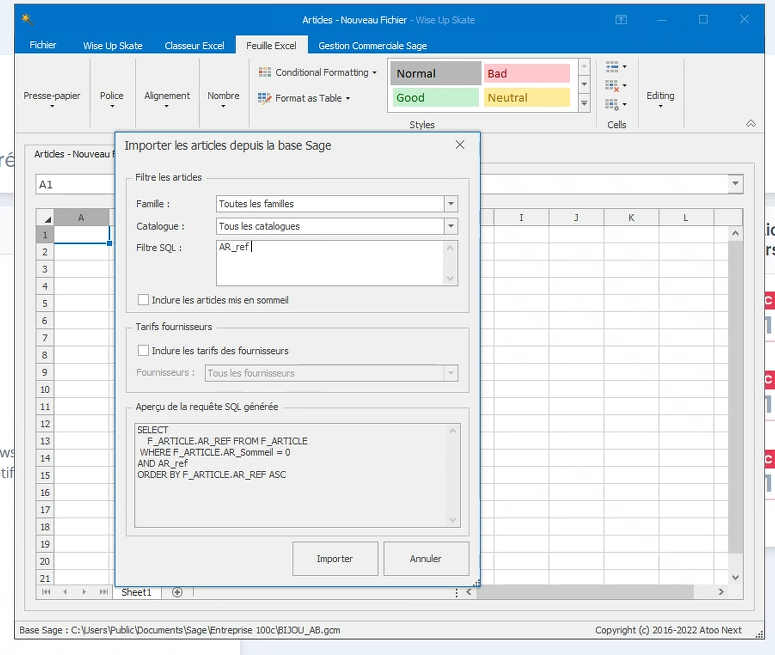 Articles - Nouveau Fichier - Wise Up Skate
Fichier
Wise Up Skate
Classeur Excel
Feuille Excel
Gestion Commerciale Sage
Presse-papier
Police
Alignement
Nombre
Conditional Formatting
Format as Table
Normal
Bad
Good
Neutral
Styles
Cells
Editing
Articles - Nouveau F
A1
A
I
J
K
L
1
2
3
4
5
6
7
8
9
10
11
12
13
14
15
16
17
18
19
20
21
Importer les articles depuis la base Sage
Filtre les articles
Famille :
Toutes les familles
Catalogue :
Tous les catalogues
Filtre SQL :
AR_ref
Inclure les articles mis en sommeil
Tarifs fournisseurs
Inclure les tarifs des fournisseurs
Fournisseurs :
Tous les fournisseurs
Aperçu de la requête SQL générée
SELECT
F_ARTICLE.AR_REF FROM F_ARTICLE
WHERE F_ARTICLE.AR_Sommeil = 0
AND AR_ref
ORDER BY F_ARTICLE.AR_REF ASC
Importer
Annuler
Sheet1
Base Sage : C:\Users\Public\Documents\Sage\Entreprise 100c\BIJOU_AB.gcm
Copyright (c) 2016-2022 Atoo Next